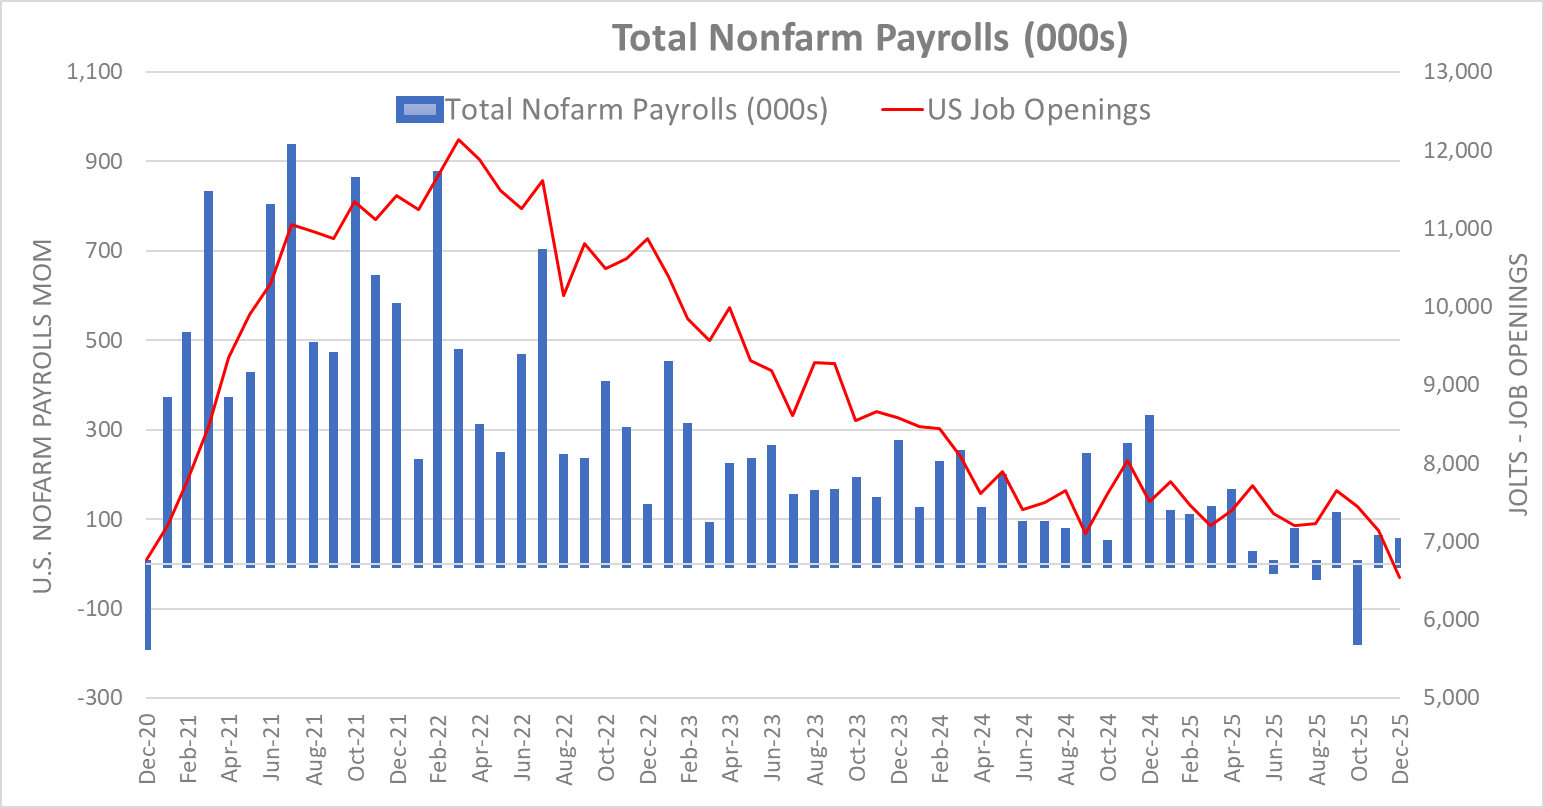 Total Nonfarm Payrolls (000s)
Total Nofarm Payrolls (000s)
US Job Openings
U.S. NOFARM PAYROLLS MOM
1,100
900
700
500
300
100
-100
-300
13,000
12,000
11,000
10,000
9,000
8,000
7,000
6,000
5,000
JOLTS - JOB OPENINGS
Dec-20
Feb-21
Apr-21
Jun-21
Aug-21
Oct-21
Dec-21
Feb-22
Apr-22
Jun-22
Aug-22
Oct-22
Dec-22
Feb-23
Apr-23
Jun-23
Aug-23
Oct-23
Dec-23
Feb-24
Apr-24
Jun-24
Aug-24
Oct-24
Dec-24
Feb-25
Apr-25
Jun-25
Aug-25
Oct-25
Dec-25